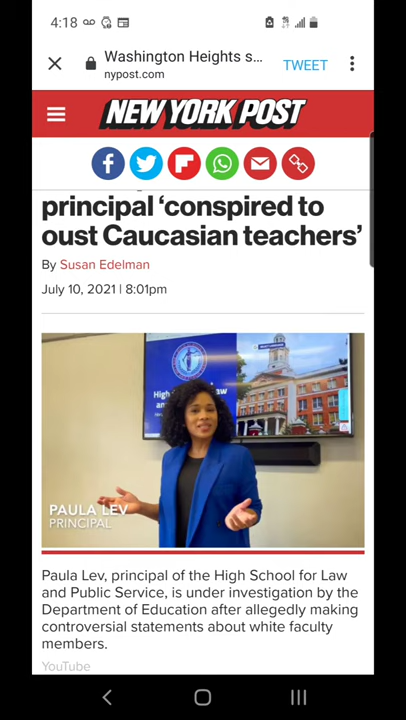 4:18
Washington Heights s...
nypost.com
TWEET
NEW YORK POST
principal ‘conspired to
oust Caucasian teachers’
By Susan Edelman
July 10, 2021 | 8:01pm
PAULA LEV
PRINCIPAL
Paula Lev, principal of the High School for Law
and Public Service, is under investigation by the
Department of Education after allegedly making
controversial statements about white faculty
members.
YouTube